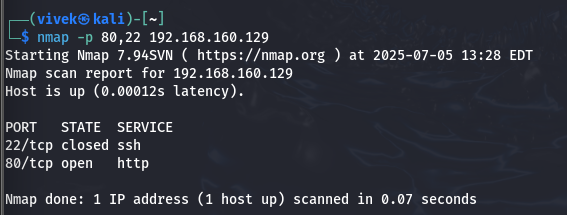 ┌──(vivek㉿kali)-[~]
└─$ nmap -p 80,22 192.168.160.129
Starting Nmap 7.94SVN ( https://nmap.org ) at 2025-07-05 13:28 EDT
Nmap scan report for 192.168.160.129
Host is up (0.00012s latency).

PORT   STATE  SERVICE
22/tcp closed ssh
80/tcp open   http

Nmap done: 1 IP address (1 host up) scanned in 0.07 seconds